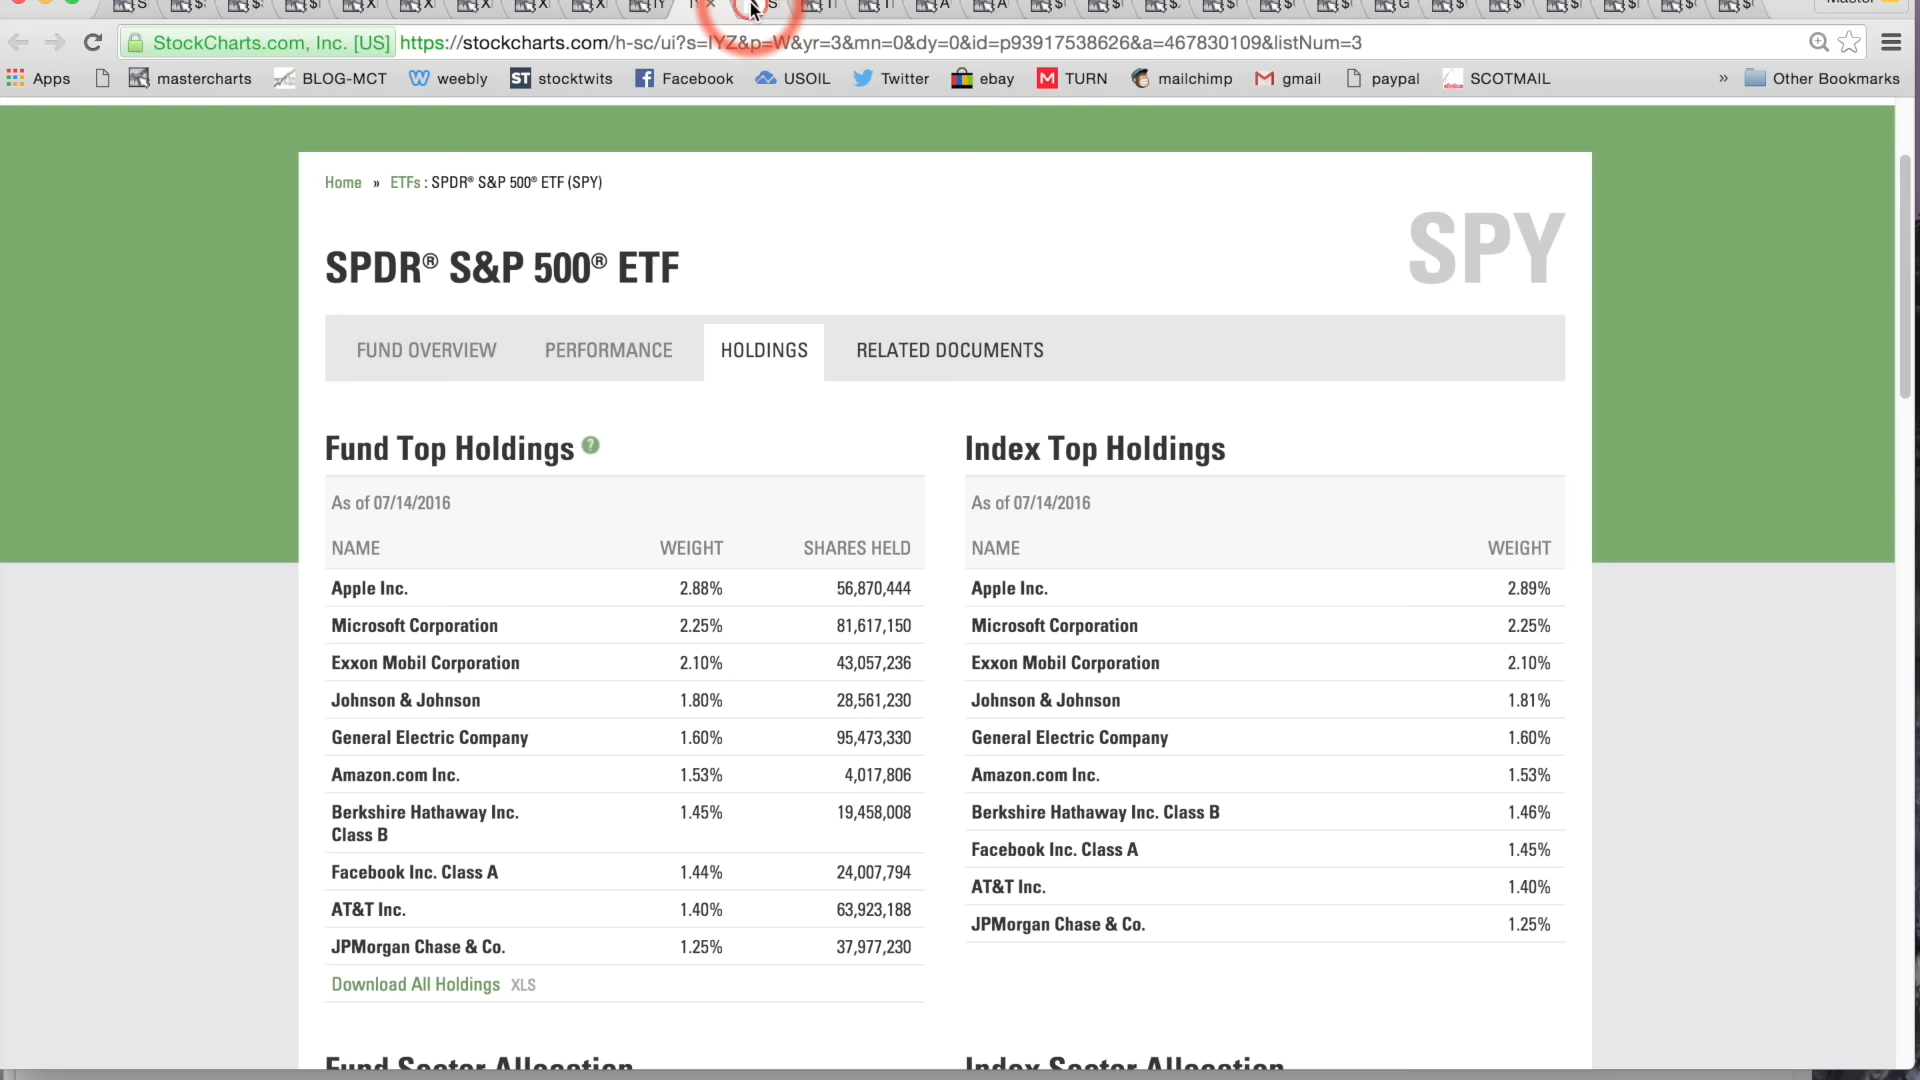 StockCharts.com, Inc. [US] https://stockcharts.com/h-sc/ui?s=IYZ&p=W&yr=3&mn=0&dy=0&id=p93917538626&a=467830109&listNum=3
Apps mastercharts BLOG-MCT weebly ST stocktwits Facebook USOIL Twitter ebay M TURN mailchimp gmail paypal SCOTMAIL » Other Bookmarks
Home » ETFs : SPDR® S&P 500® ETF (SPY)
SPY
SPDR® S&P 500® ETF
FUND OVERVIEW PERFORMANCE HOLDINGS RELATED DOCUMENTS
Fund Top Holdings ?
As of 07/14/2016
NAME WEIGHT SHARES HELD
Apple Inc. 2.88% 56,870,444
Microsoft Corporation 2.25% 81,617,150
Exxon Mobil Corporation 2.10% 43,057,236
Johnson & Johnson 1.80% 28,561,230
General Electric Company 1.60% 95,473,330
Amazon.com Inc. 1.53% 4,017,806
Berkshire Hathaway Inc. 1.45% 19,458,008
Class B
Facebook Inc. Class A 1.44% 24,007,794
AT&T Inc. 1.40% 63,923,188
JPMorgan Chase & Co. 1.25% 37,977,230
Download All Holdings XLS
Fund Sector Allocation
Index Top Holdings
As of 07/14/2016
NAME WEIGHT
Apple Inc. 2.89%
Microsoft Corporation 2.25%
Exxon Mobil Corporation 2.10%
Johnson & Johnson 1.81%
General Electric Company 1.60%
Amazon.com Inc. 1.53%
Berkshire Hathaway Inc. Class B 1.46%
Facebook Inc. Class A 1.45%
AT&T Inc. 1.40%
JPMorgan Chase & Co. 1.25%
Index Sector Allocation